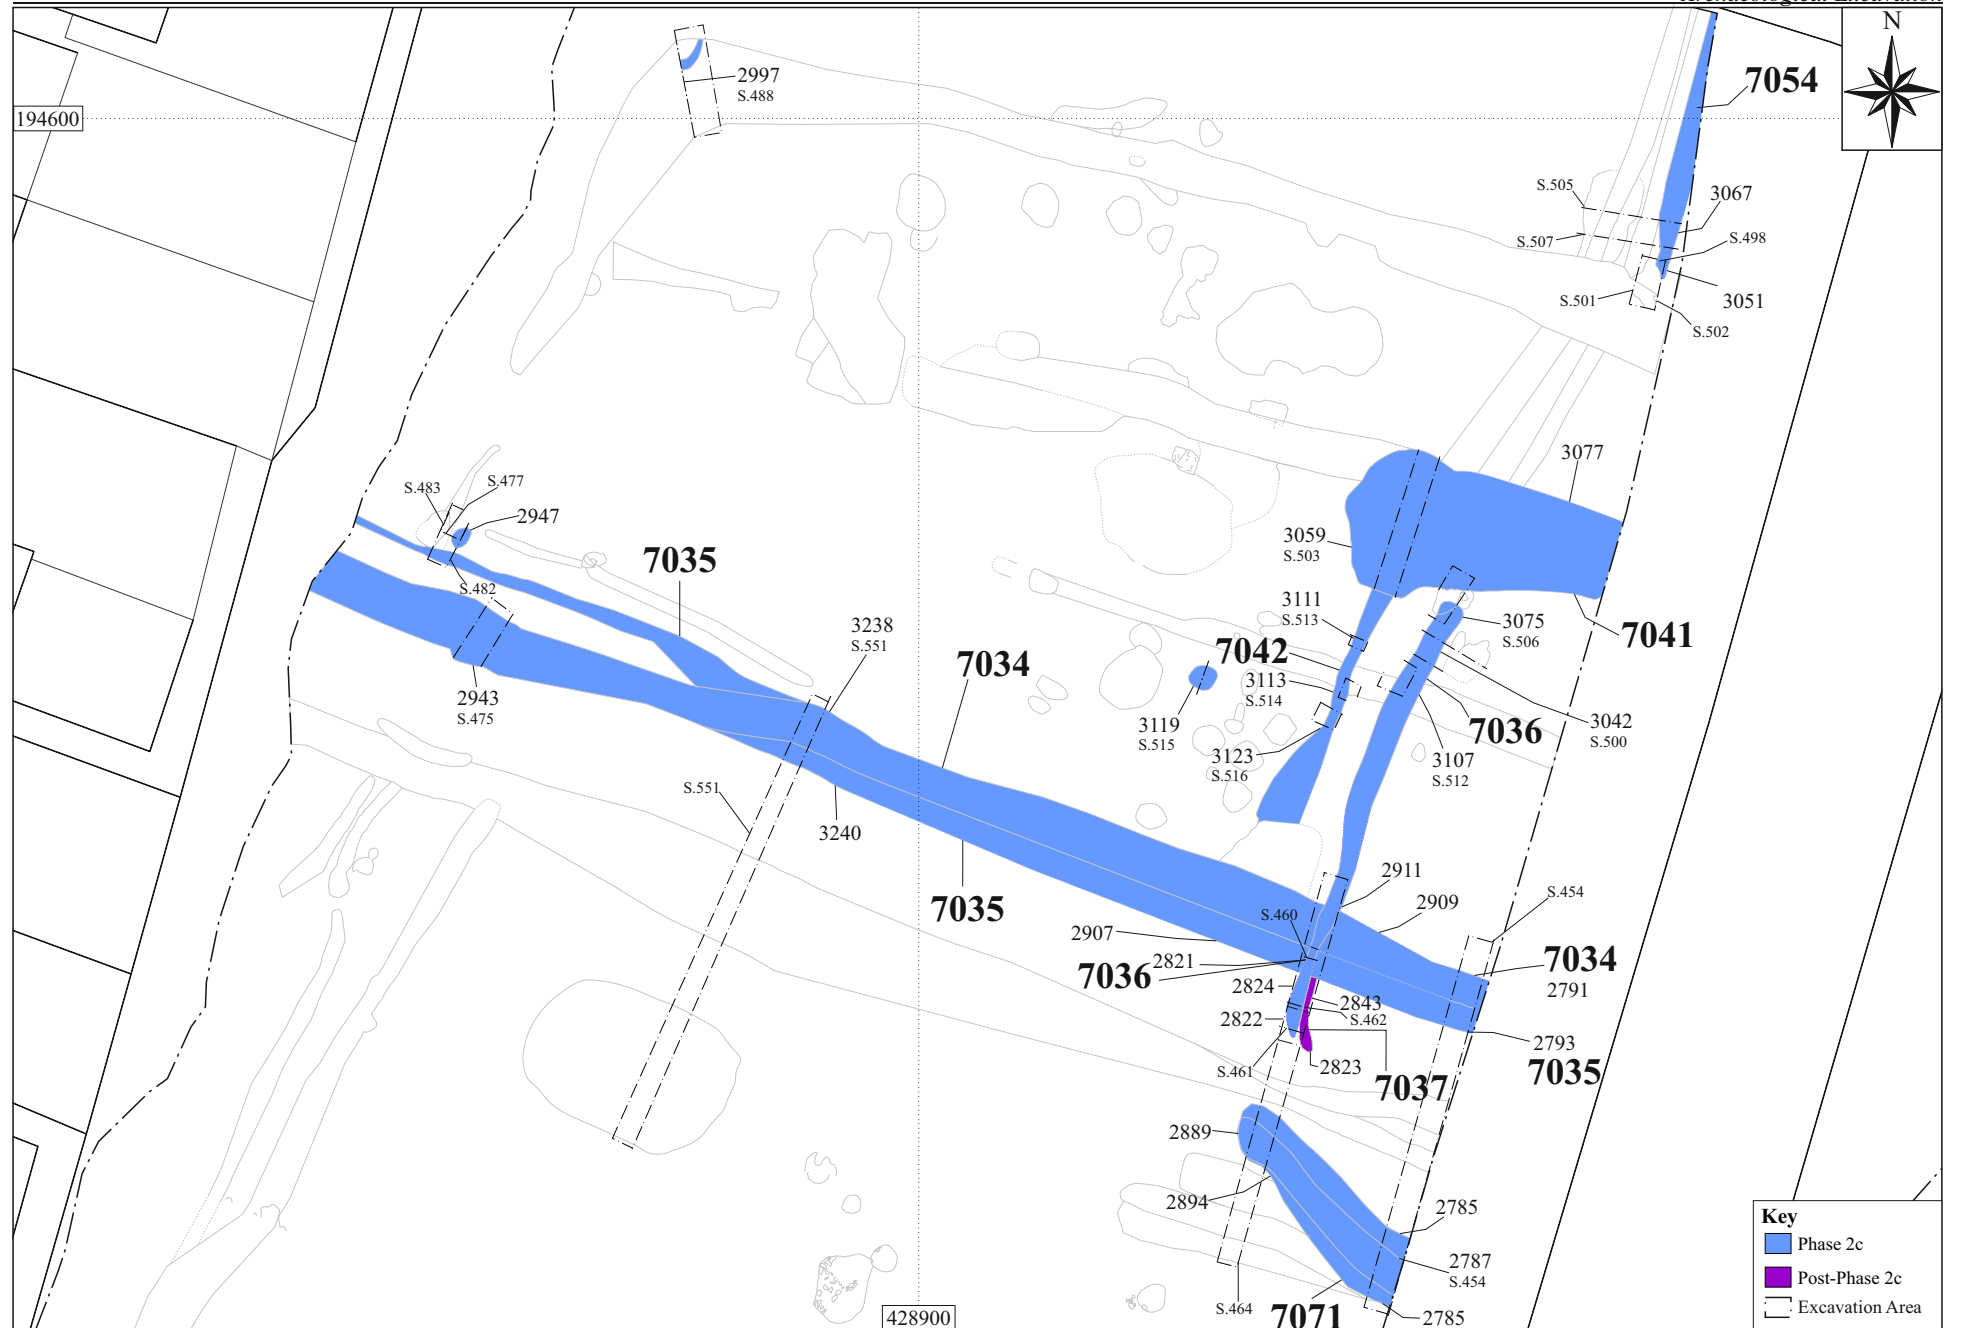 Archaeological Excavation
N
7054
2997
S.488
194600
S.505
3067
S.507
S.498
S.501
3051
S.502
3077
S.483
S.477
2947
7035
3059
S.503
S.482
3111
S.513
3075
S.506
7041
3238
S.551
7042
7034
3113
S.514
2943
S.475
3119
S.515
7036
3042
S.500
3123
S.516
3107
S.512
S.551
3240
2911
S.454
2909
7035
S.460
2907
7034
2791
2821
7036
2824
2843
S.462
2822
2793
7035
S.461
2823
7037
2889
2894
2785
2787
S.454
S.464
7071
2785
428900
Key
Phase 2c
Post-Phase 2c
Excavation Area